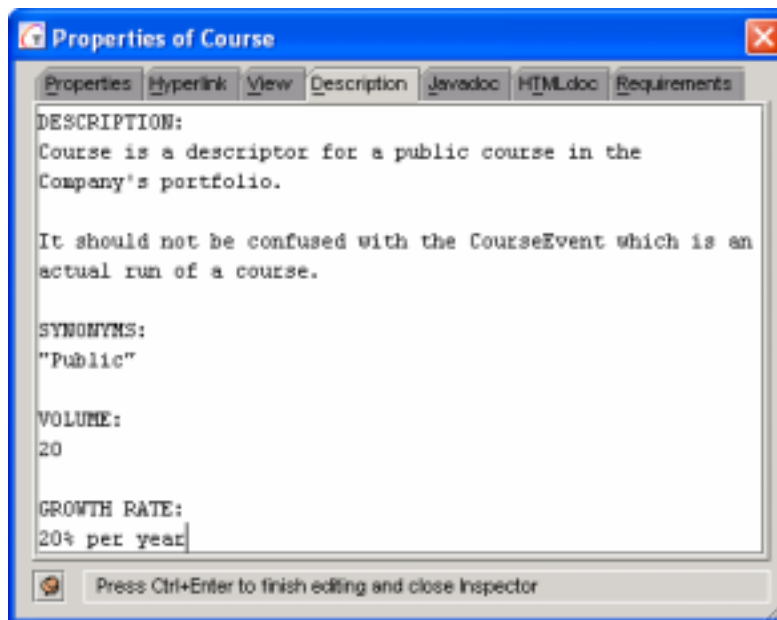 Properties of Course
Properties Hyperlink View Description Javadoc HTMLdoc Requirements
DESCRIPTION:
Course is a descriptor for a public course in the
Company's portfolio.
It should not be confused with the CourseEvent which is an
actual run of a course.
SYNONYMS:
"Public"
VOLUME:
20
GROWTH RATE:
20% per year
Press Ctrl+Enter to finish editing and close Inspector